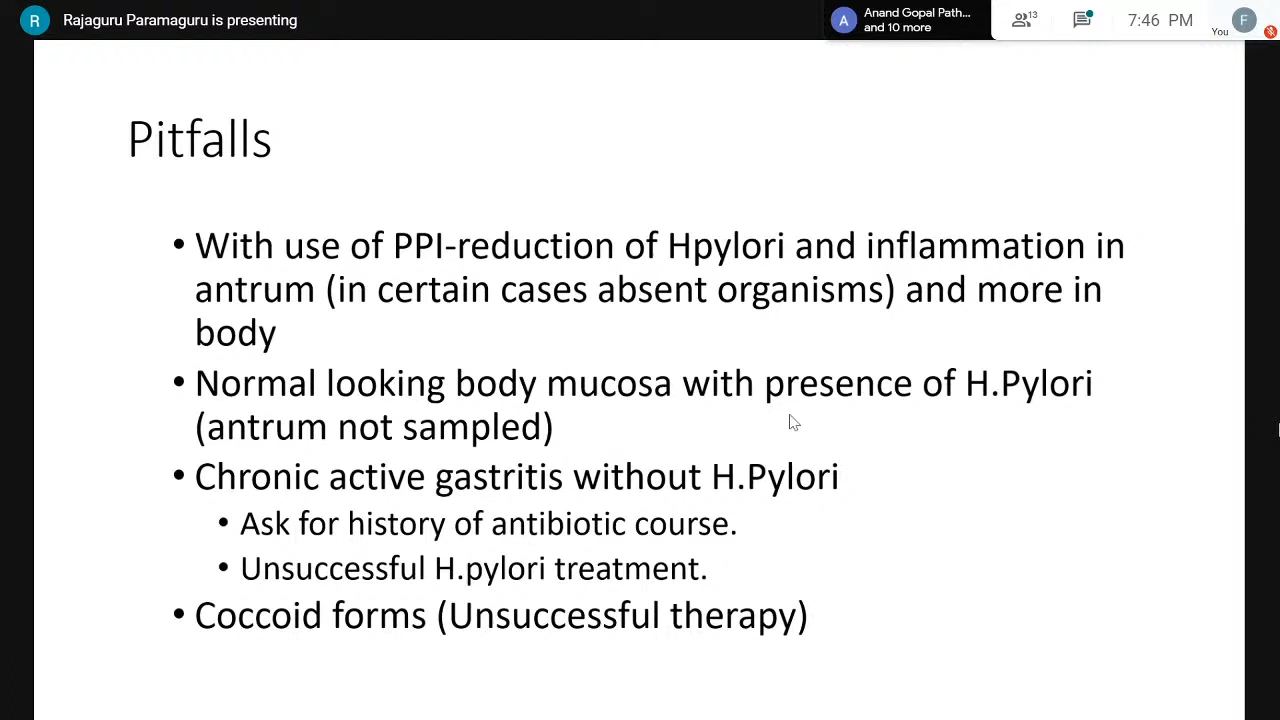 R Rajaguru Paramaguru is presenting
A Anand Gopal Path...
and 10 more
13
7:46 PM
You
F
Pitfalls
• With use of PPI-reduction of Hpylori and inflammation in
antrum (in certain cases absent organisms) and more in
body
• Normal looking body mucosa with presence of H.Pylori
(antrum not sampled)
• Chronic active gastritis without H.Pylori
• Ask for history of antibiotic course.
• Unsuccessful H.pylori treatment.
• Coccoid forms (Unsuccessful therapy)